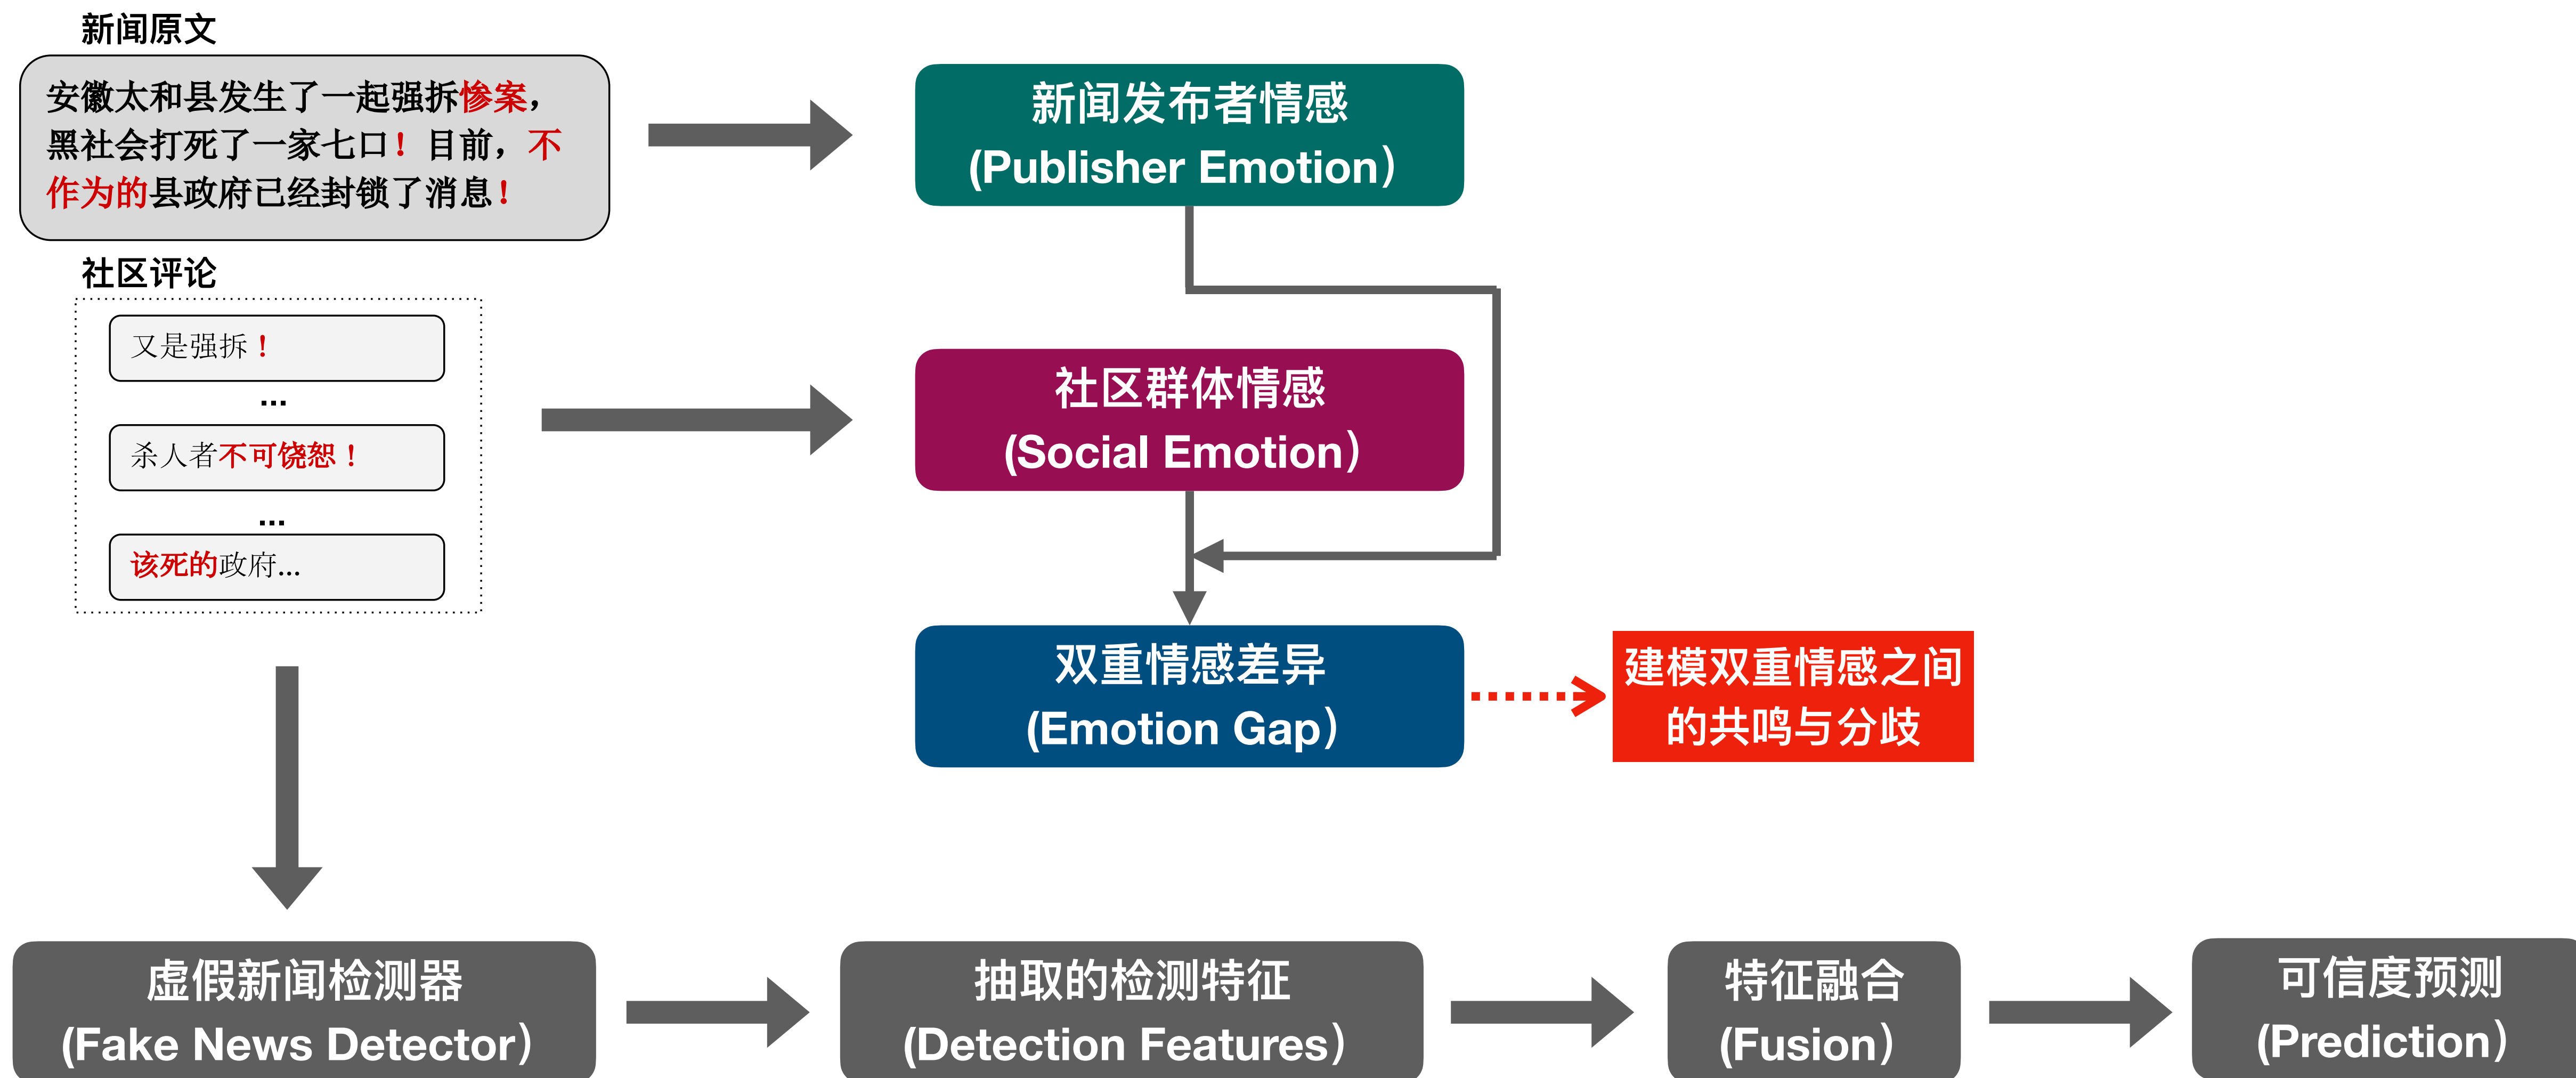 新闻原文
安徽太和县发生了一起强拆惨案，
黑社会打死了一家七口！目前，不
作为的县政府已经封锁了消息！
社区评论
又是强拆！
...
杀人者不可饶恕！
...
该死的政府...
新闻发布者情感
(Publisher Emotion）
社区群体情感
(Social Emotion）
双重情感差异
(Emotion Gap）
建模双重情感之间
的共鸣与分歧
虚假新闻检测器
(Fake News Detector）
抽取的检测特征
(Detection Features）
特征融合
(Fusion）
可信度预测
(Prediction）